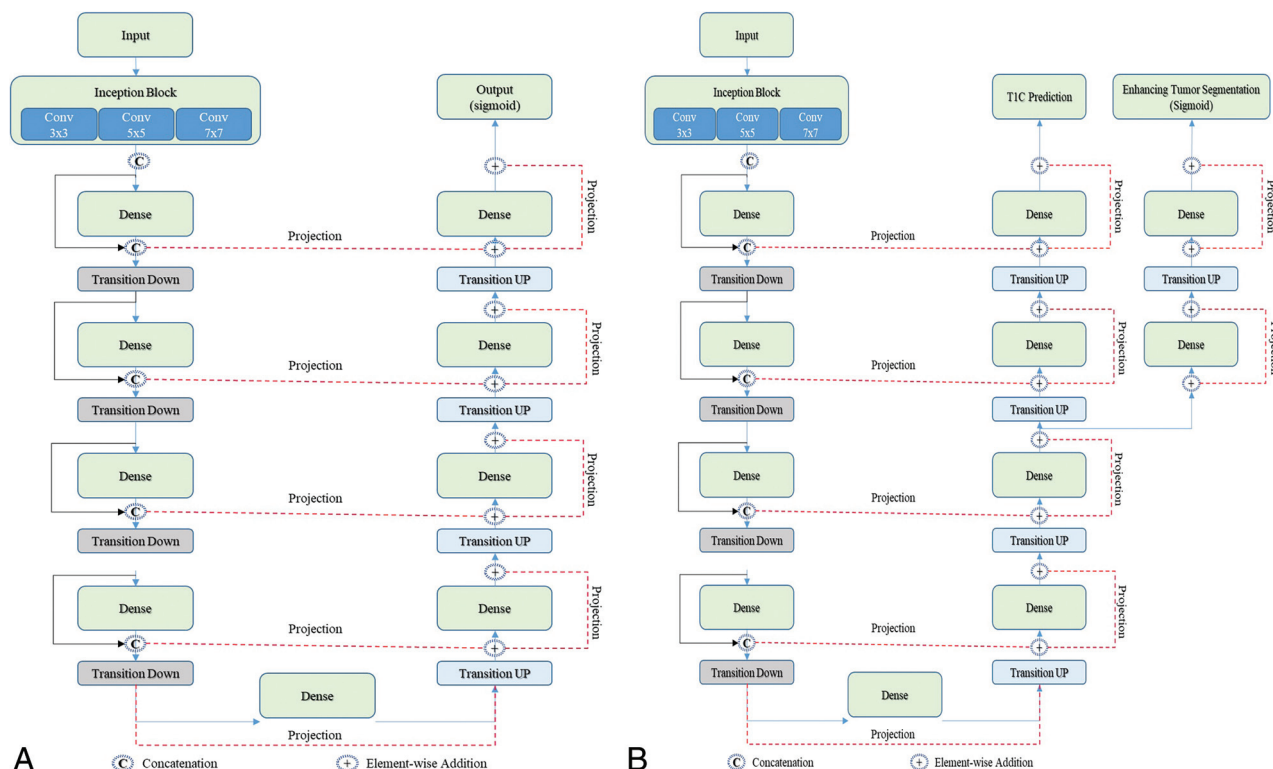 Input
Inception Block
Conv
3x3
Conv
5x5
Conv
7x7
C
Dense
C
Transition Down
Dense
C
Transition Down
Dense
C
Transition Down
Dense
C
Transition Down
Dense
Projection
Projection
Projection
Projection
Projection
Output
(sigmoid)
+
Projection
Dense
+
Transition UP
+
Projection
Dense
+
Transition UP
+
Projection
Dense
+
Transition UP
+
Projection
Dense
+
Transition UP
A
C Concatenation
+ Element-wise Addition
Input
Inception Block
Conv
3x3
Conv
5x5
Conv
7x7
C
Dense
C
Transition Down
Dense
C
Transition Down
Dense
C
Transition Down
Dense
C
Transition Down
Dense
Projection
Projection
Projection
Projection
Projection
T1C Prediction
+
Projection
Dense
+
Transition UP
+
Projection
Dense
+
Transition UP
+
Projection
Dense
+
Transition UP
+
Projection
Dense
+
Transition UP
Enhancing Tumor Segmentation
(Sigmoid)
+
Projection
Dense
+
Transition UP
+
Projection
Dense
+
B
C Concatenation
+ Element-wise Addition